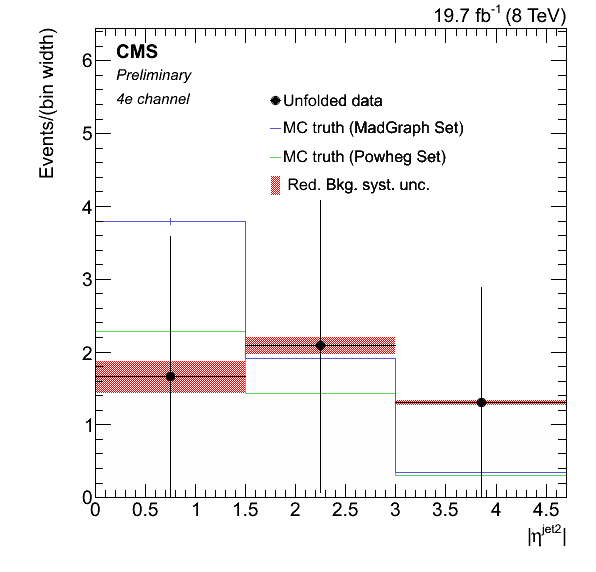 19.7 fb⁻¹ (8 TeV)
Events/(bin width)
CMS
Preliminary
4e channel
Unfolded data
MC truth (MadGraph Set)
MC truth (Powheg Set)
Red. Bkg. syst. unc.
6
5
4
3
2
1
0
0 0.5 1 1.5 2 2.5 3 3.5 4 4.5
|η^jet2|